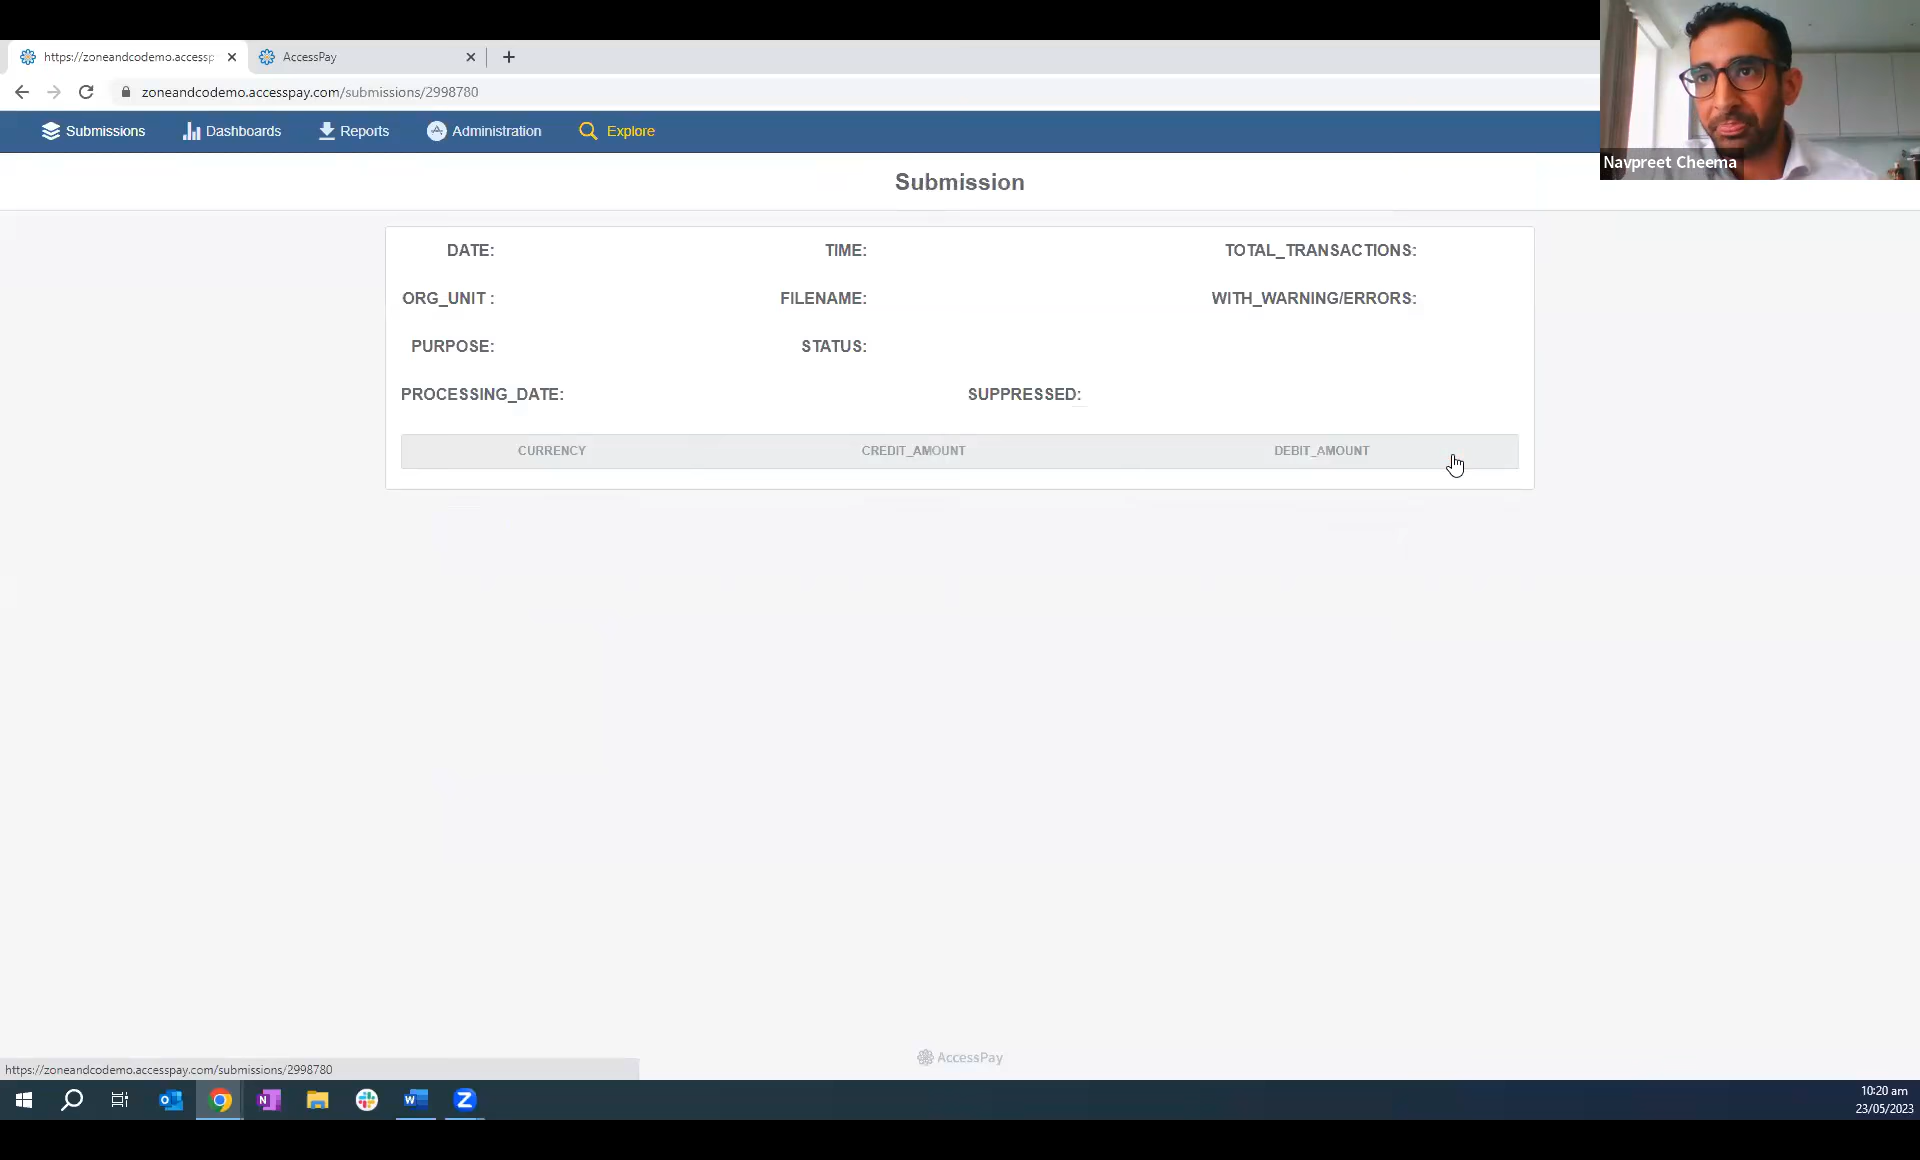 https://zoneandcodemo.accessp
AccessPay
zoneandcodemo.accesspay.com/submissions/2998780
Submissions Dashboards Reports Administration Explore
Navpreet Cheema
Submission
DATE: TIME: TOTAL_TRANSACTIONS:
ORG_UNIT : FILENAME: WITH_WARNING/ERRORS:
PURPOSE: STATUS:
PROCESSING_DATE: SUPPRESSED:
CURRENCY CREDIT_AMOUNT DEBIT_AMOUNT
AccessPay
https://zoneandcodemo.accesspay.com/submissions/2998780
10:20 am
23/05/2023